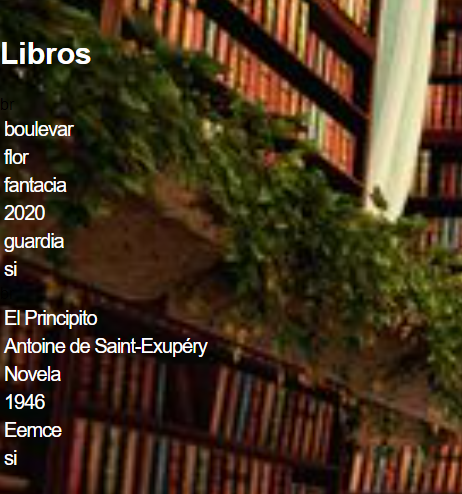 Libros
br
boulevar
flor
fantacia
2020
guardia
si
El Principito
Antoine de Saint-Exupéry
Novela
1946
Eemce
si